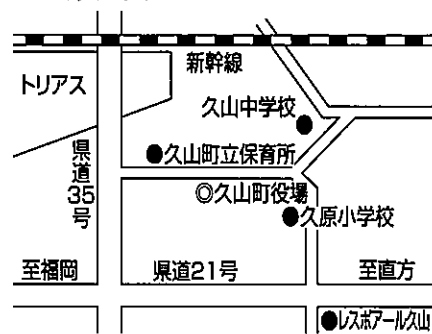 新幹線
トリアス
久山中学校
●久山町立保育所
県道35号
◎久山町役場
●久原小学校
至福岡
県道21号
至直方
●レスポアール久山